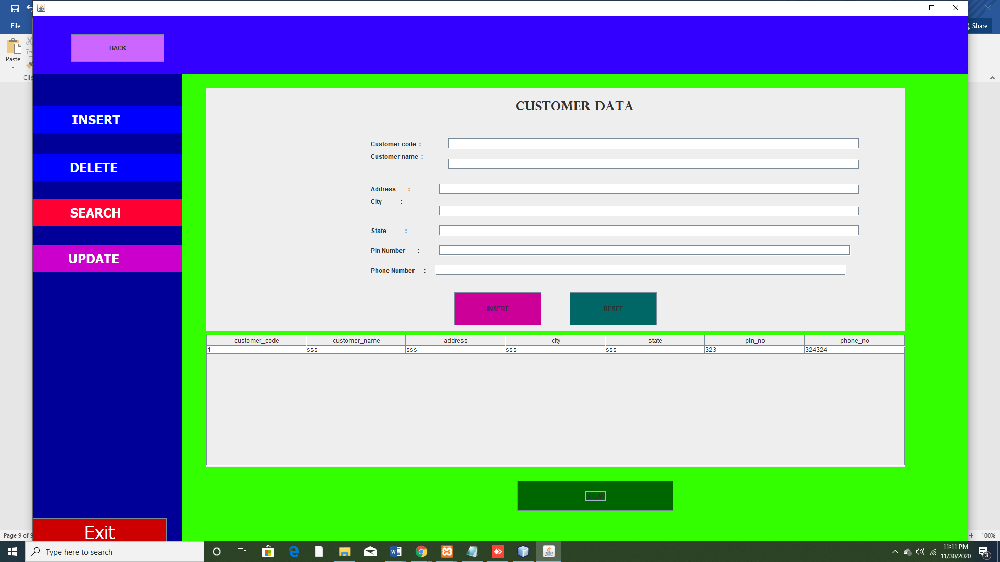 File
Share
Paste
Clip
BACK
INSERT
DELETE
SEARCH
UPDATE
Exit
CUSTOMER DATA
Customer code :
Customer name :
Address :
City :
State :
Pin Number :
Phone Number :
INSERT RESET
customer_code customer_name address city state pin_no phone_no
1 sss sss sss sss 323 324324
SHOW
Page 9 of 9
100%
Type here to search
11:11 PM
11/30/2020
3